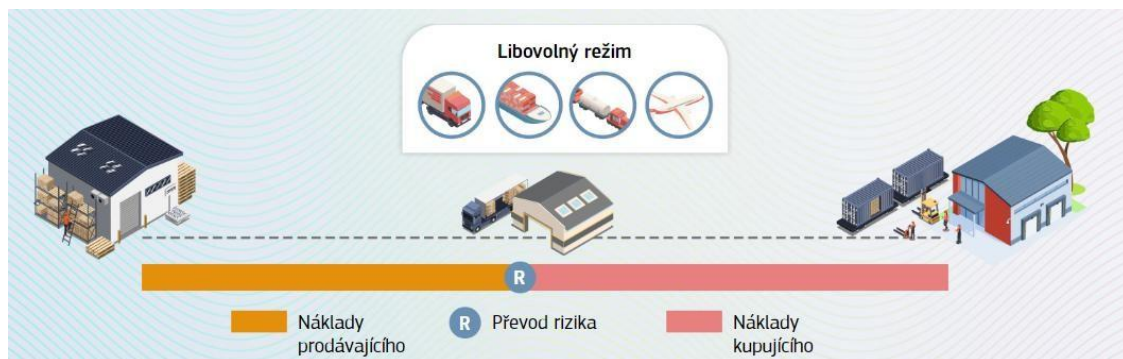 Libovolný režim
R
Náklady
prodávajícího
R
Převod rizika
Náklady
kupujícího